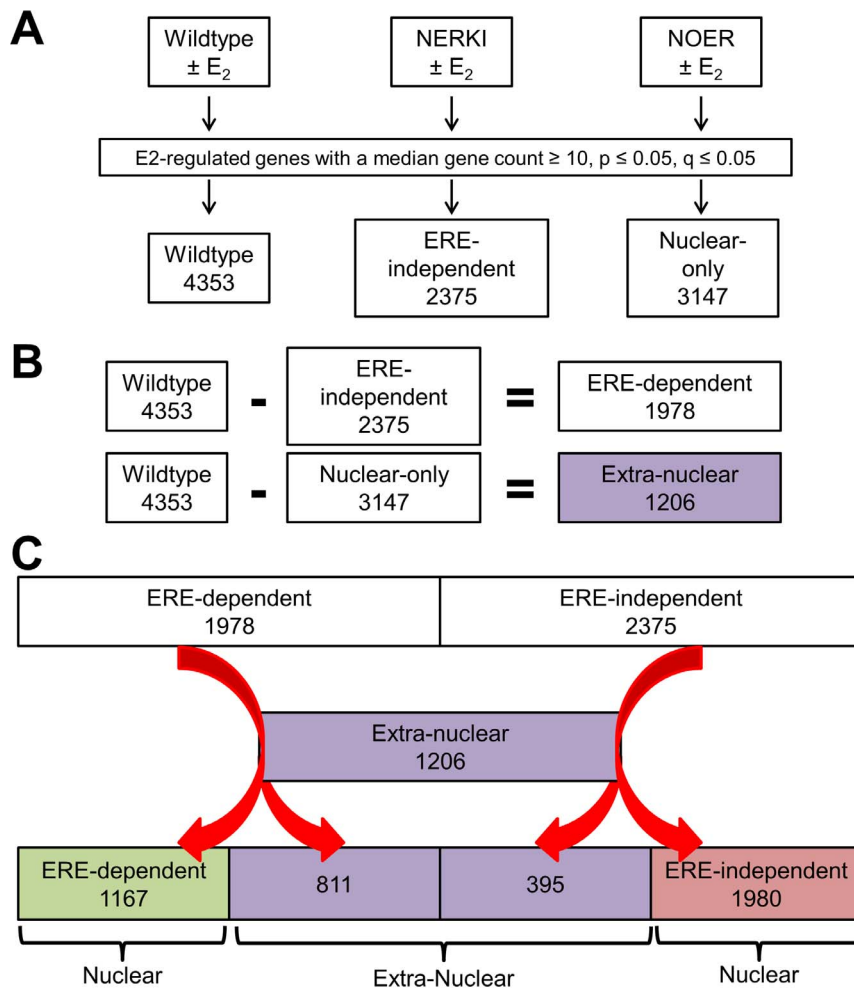 A
Wildtype
± E2
NERKI
± E2
NOER
± E2
E2-regulated genes with a median gene count ≥ 10, p ≤ 0.05, q ≤ 0.05
Wildtype
4353
ERE-
independent
2375
Nuclear-
only
3147
B
Wildtype
4353
-
ERE-
independent
2375
=
ERE-dependent
1978
Wildtype
4353
-
Nuclear-only
3147
=
Extra-nuclear
1206
C
ERE-dependent
1978
ERE-independent
2375
Extra-nuclear
1206
ERE-dependent
1167
811
395
ERE-independent
1980
Nuclear
Extra-Nuclear
Nuclear